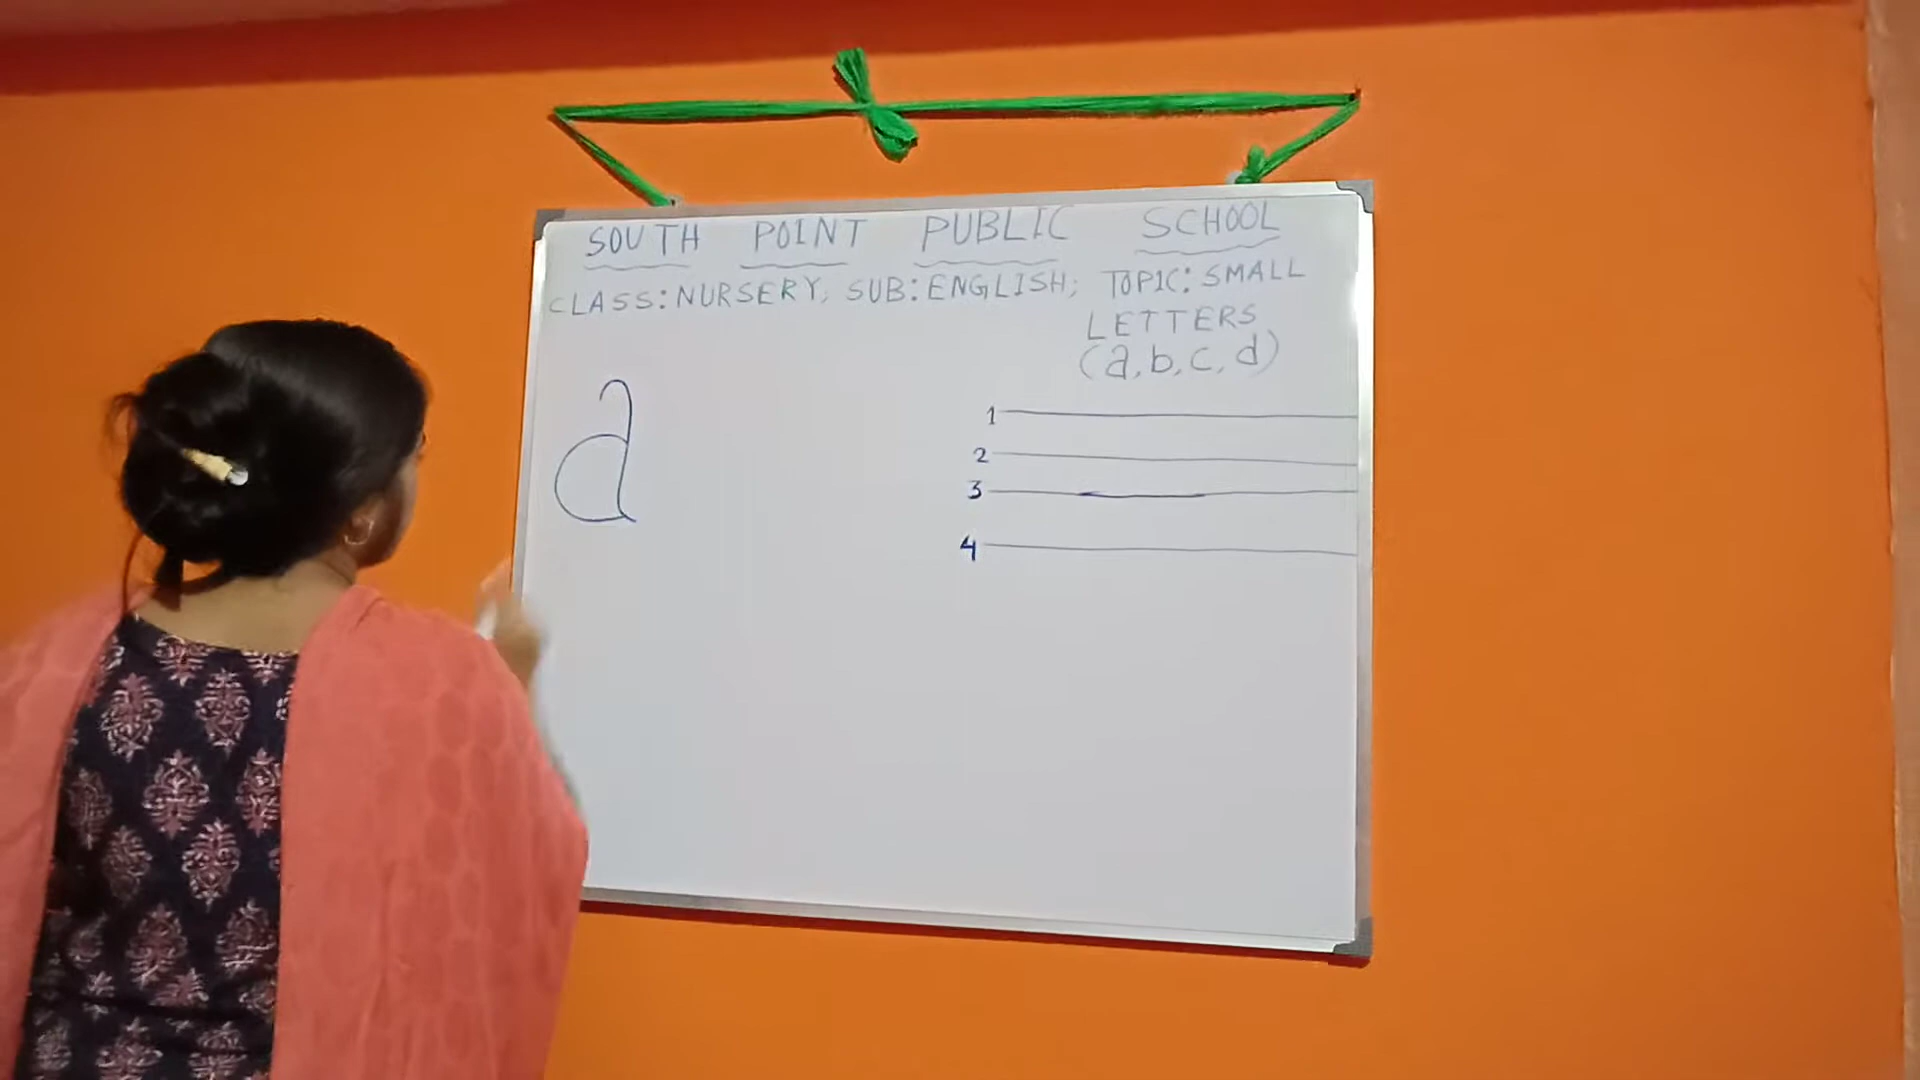 SOUTH POINT PUBLIC SCHOOL
CLASS: NURSERY, SUB: ENGLISH; TOPIC: SMALL
LETTERS
(a, b, c, d)
a
1
2
3
4